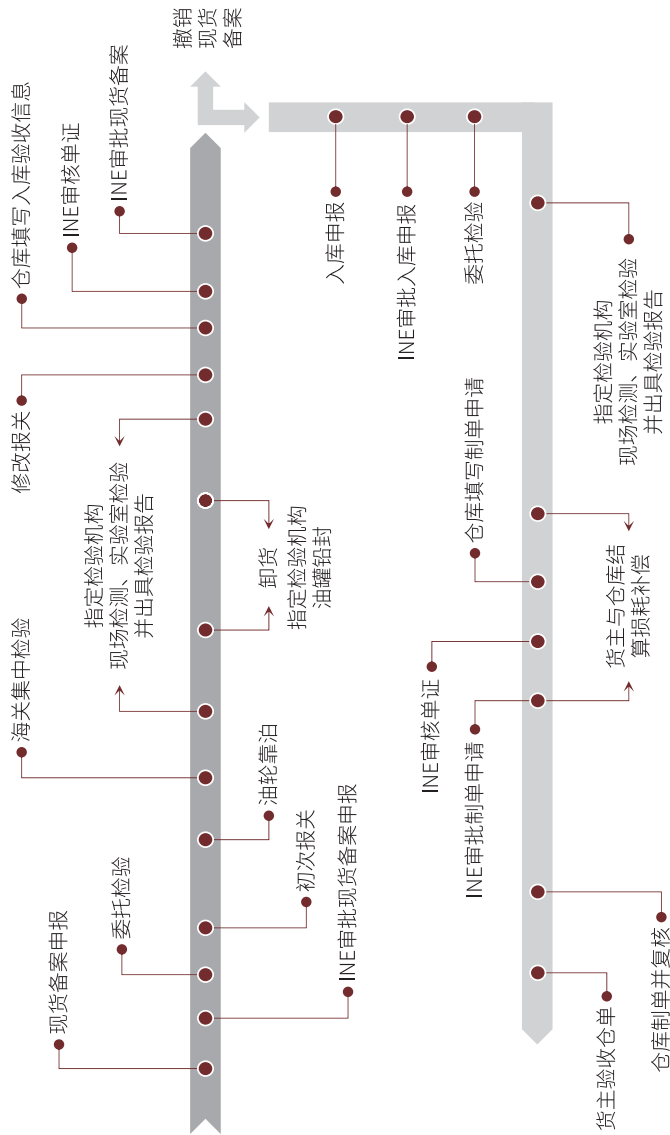 现货备案申报
INE审批现货备案申报
委托检验
初次报关
油轮靠泊
海关集中检验
指定检验机构
现场检测、实验室检验
并出具检验报告
卸货
指定检验机构
油罐铅封
修改报关
仓库填写入库验收信息
INE审核单证
INE审批现货备案
撤销
现货
备案
入库申报
INE审批入库申报
委托检验
指定检验机构
现场检测、实验室检验
并出具检验报告
货主与仓库结
算损耗补偿
仓库填写制单申请
INE审核单证
INE审批制单申请
仓库制单并复核
货主验收仓单